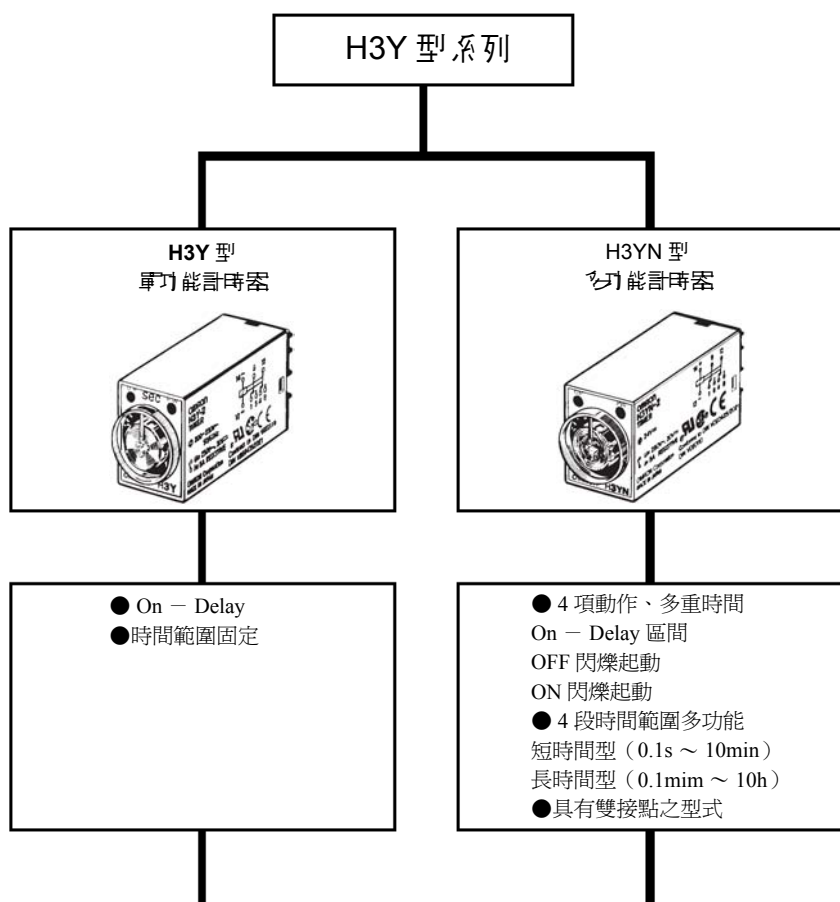 H3Y 型系列
H3Y 型
單功能計時器
H3YN 型
多功能計時器
sec
H3Y
H3YN
● On － Delay
●時間範圍固定
● 4 項動作、多重時間
On － Delay 區間
OFF 閃爍起動
ON 閃爍起動
● 4 段時間範圍多功能
短時間型（0.1s ～ 10min）
長時間型（0.1mim ～ 10h）
●具有雙接點之型式